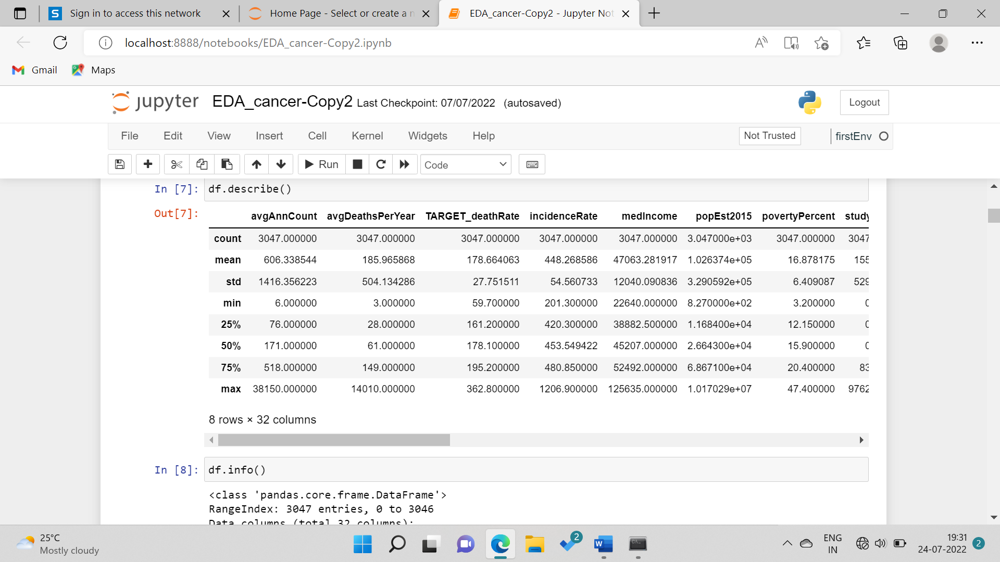 Sign in to access this network
Home Page - Select or create a n
EDA_cancer-Copy2 - Jupyter Not
localhost:8888/notebooks/EDA_cancer-Copy2.ipynb
Gmail
Maps
jupyter EDA_cancer-Copy2 Last Checkpoint: 07/07/2022 (autosaved)
Logout
File Edit View Insert Cell Kernel Widgets Help
Not Trusted
firstEnv
Run
Code
In [7]: df.describe()
Out[7]:
avgAnnCount avgDeathsPerYear TARGET_deathRate incidenceRate medIncome popEst2015 povertyPercent study
count 3047.000000 3047.000000 3047.000000 3047.000000 3047.000000 3.047000e+03 3047.000000 3047
mean 606.338544 185.965868 178.664063 448.268586 47063.281917 1.026374e+05 16.878175 155
std 1416.356223 504.134286 27.751511 54.560733 12040.090836 3.290592e+05 6.409087 529
min 6.000000 3.000000 59.700000 201.300000 22640.000000 8.270000e+02 3.200000 0
25% 76.000000 28.000000 161.200000 420.300000 38882.500000 1.168400e+04 12.150000 0
50% 171.000000 61.000000 178.100000 453.549422 45207.000000 2.664300e+04 15.900000 0
75% 518.000000 149.000000 195.200000 480.850000 52492.000000 6.867100e+04 20.400000 83
max 38150.000000 14010.000000 362.800000 1206.900000 125635.000000 1.017029e+07 47.400000 9762
8 rows × 32 columns
In [8]: df.info()
<class 'pandas.core.frame.DataFrame'>
RangeIndex: 3047 entries, 0 to 3046
Data columns (total 32 columns):
25°C
Mostly cloudy
2
ENG
IN
19:31
24-07-2022
2